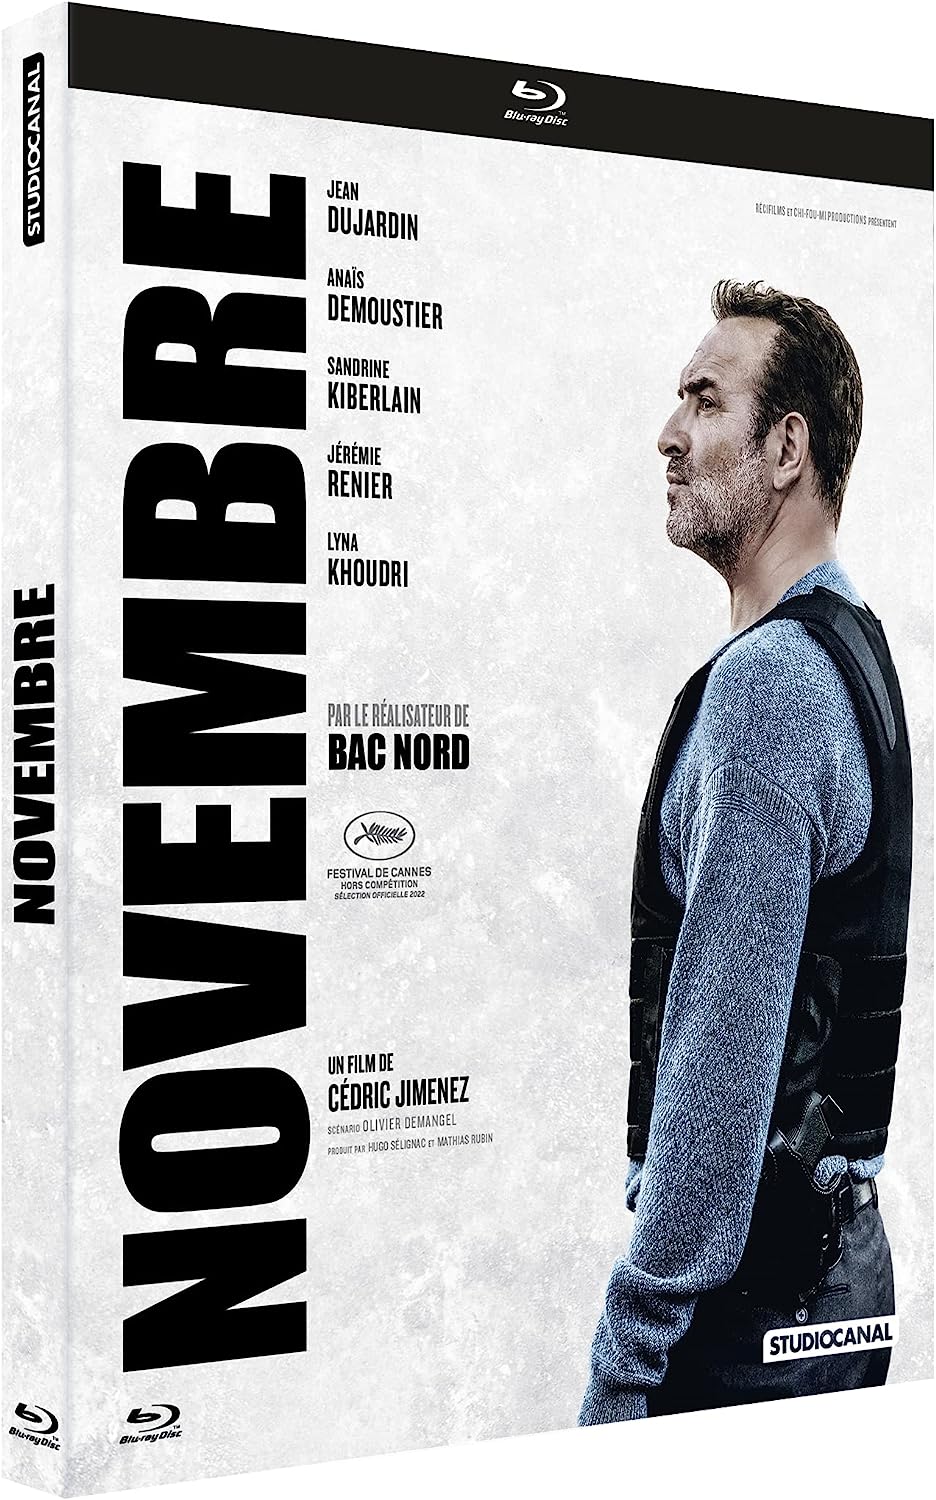 STUDIOCANAL
NOVEMBRE
Blu-ray Disc
Blu-ray Disc
RÉCIFILMS ET CHI-FOU-MI PRODUCTIONS PRÉSENTENT
NOVEMBRE
JEAN
DUJARDIN
ANAÏS
DEMOUSTIER
SANDRINE
KIBERLAIN
JÉRÉMIE
RENIER
LYNA
KHOUDRI
PAR LE RÉALISATEUR DE
BAC NORD
FESTIVAL DE CANNES
HORS COMPÉTITION
SÉLECTION OFFICIELLE 2022
UN FILM DE
CÉDRIC JIMENEZ
SCÉNARIO OLIVIER DEMANGEL
PRODUIT PAR HUGO SÉLIGNAC ET MATHIAS RUBIN
STUDIOCANAL
Blu-ray Disc